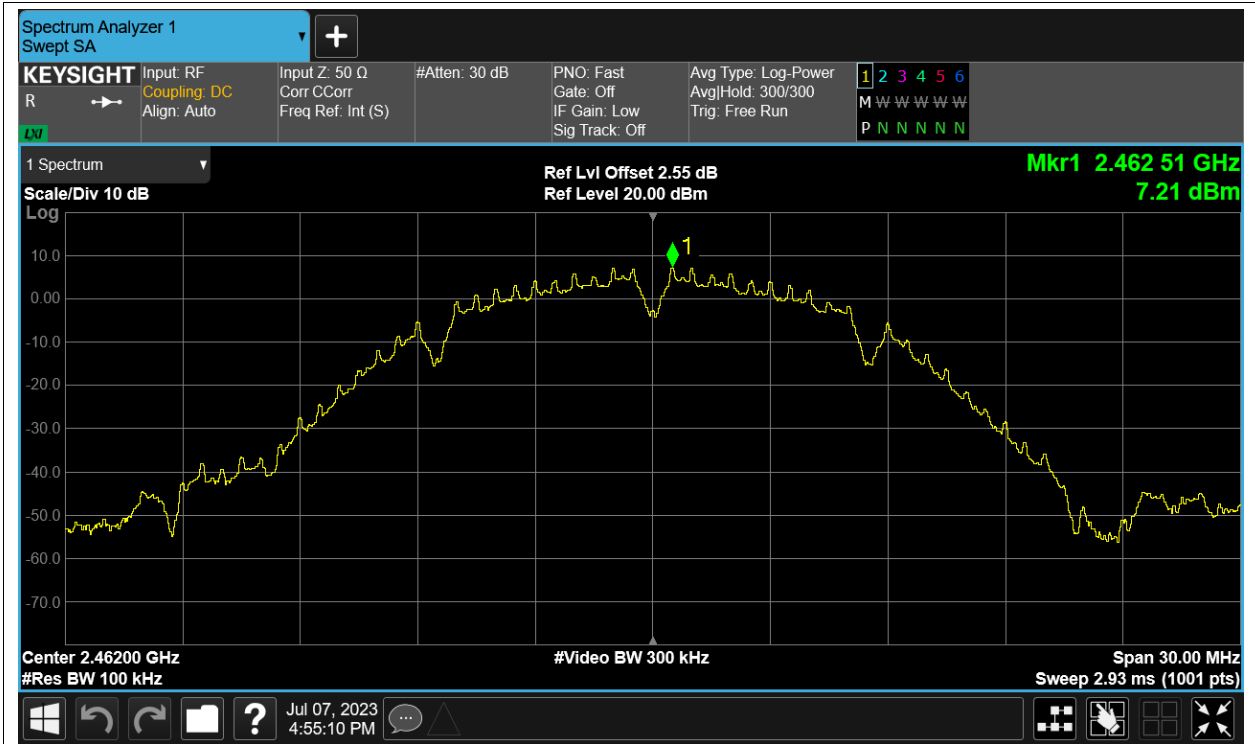 Spectrum Analyzer 1
Swept SA
KEYSIGHT
R
LXI
Input: RF
Coupling: DC
Align: Auto
Input Z: 50 Ω
Corr CCorr
Freq Ref: Int (S)
#Atten: 30 dB
PNO: Fast
Gate: Off
IF Gain: Low
Sig Track: Off
Avg Type: Log-Power
Avg|Hold: 300/300
Trig: Free Run
1 2 3 4 5 6
M W W W W W
P N N N N N
1 Spectrum
Scale/Div 10 dB
Log
Ref Lvl Offset 2.55 dB
Ref Level 20.00 dBm
Mkr1 2.462 51 GHz
7.21 dBm
1
10.0
0.00
-10.0
-20.0
-30.0
-40.0
-50.0
-60.0
-70.0
Center 2.46200 GHz
#Res BW 100 kHz
#Video BW 300 kHz
Span 30.00 MHz
Sweep 2.93 ms (1001 pts)
?
Jul 07, 2023
4:55:10 PM